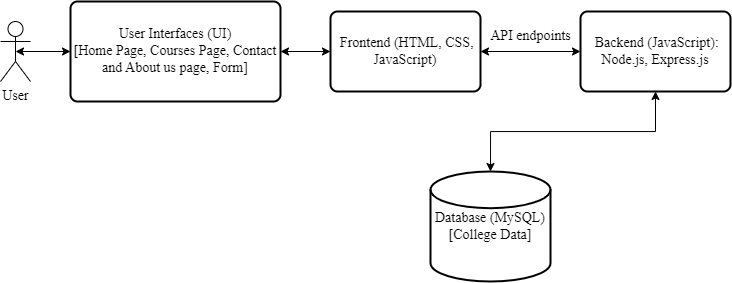 User Interfaces (UI)
[Home Page, Courses Page, Contact
and About us page, Form]
User
Frontend (HTML, CSS,
JavaScript)
API endpoints
Backend (JavaScript):
Node.js, Express.js
Database (MySQL)
[College Data]